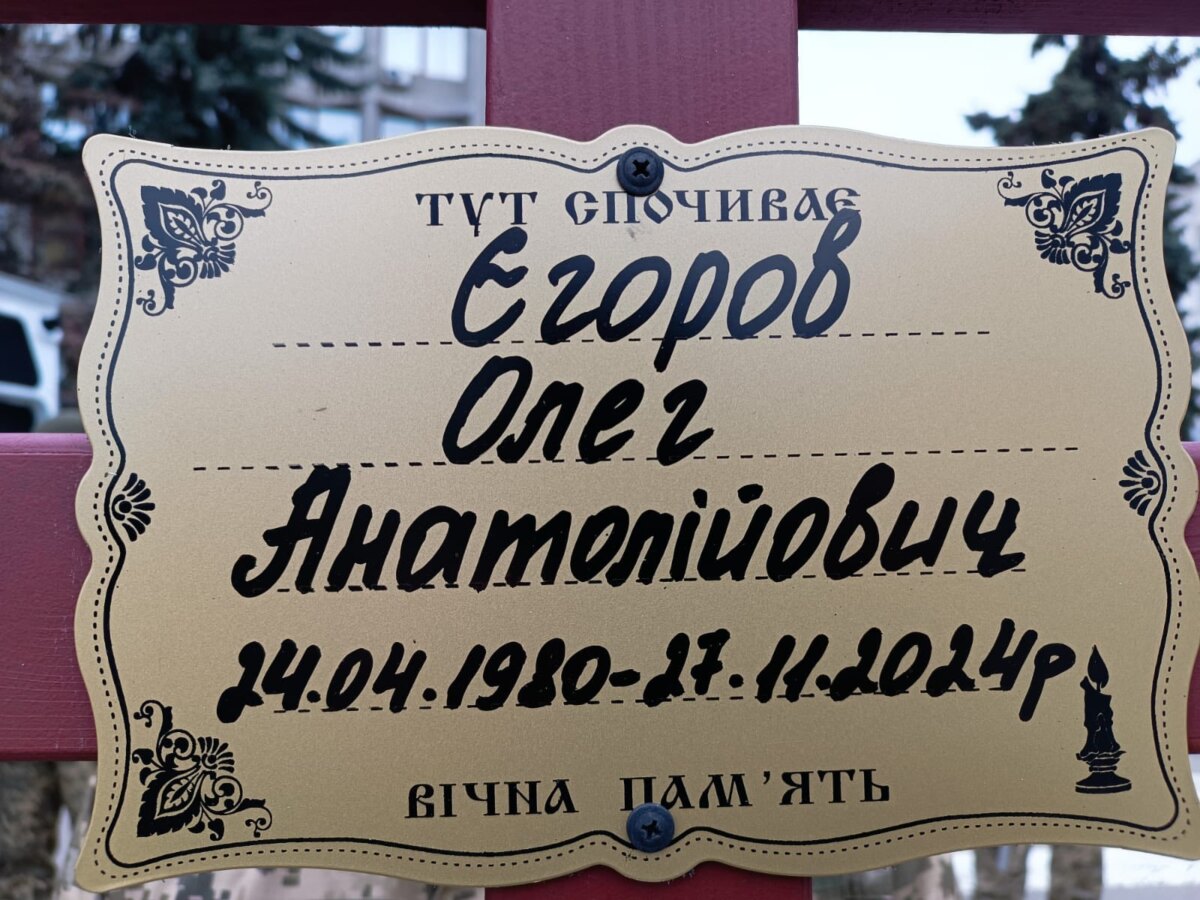 ТУТ СПОЧИВАЄ
Єгоров
Олег
Анатолійович
24.04.1980-27.11.2024р
ВІЧНА ПАМ'ЯТЬ